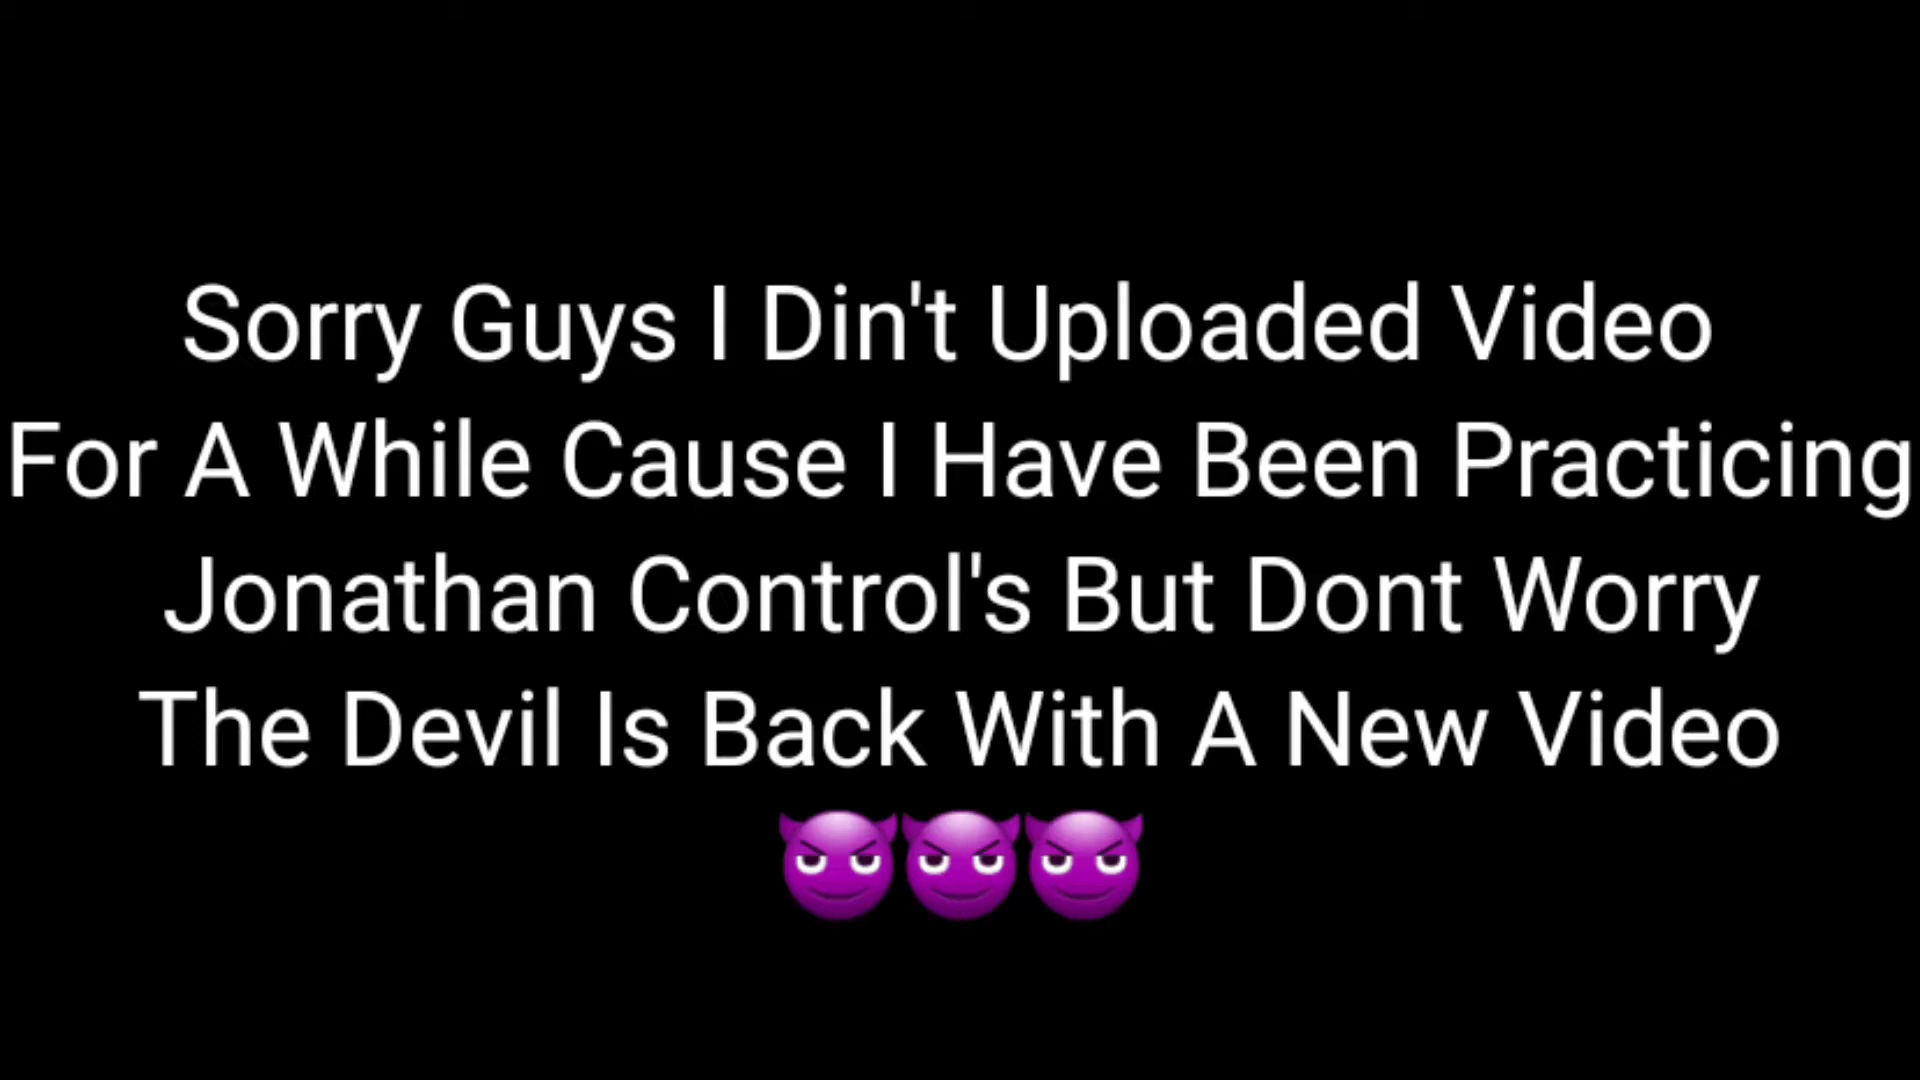 Sorry Guys I Din't Uploaded Video
For A While Cause I Have Been Practicing
Jonathan Control's But Dont Worry
The Devil Is Back With A New Video
😈😈😈